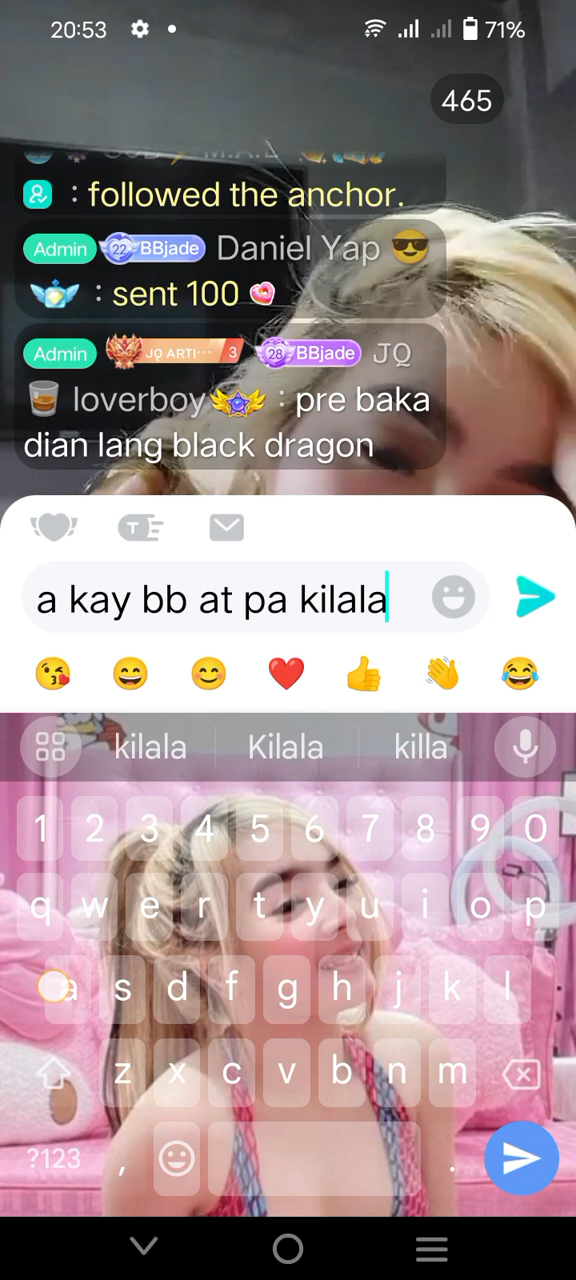 20:53 71%
465
: followed the anchor.
Admin 22 BBjade Daniel Yap 😎
: sent 100
Admin JQ ARTI··· 3 28 BBjade JQ
🥃 loverboy : pre baka
dian lang black dragon
a kay bb at pa kilala
😘 😄 😊 ❤️ 👍 👋 😂
kilala Kilala killa
1 2 3 4 5 6 7 8 9 0
q w e r t y u i o p
a s d f g h j k l
z x c v b n m
?123 , .